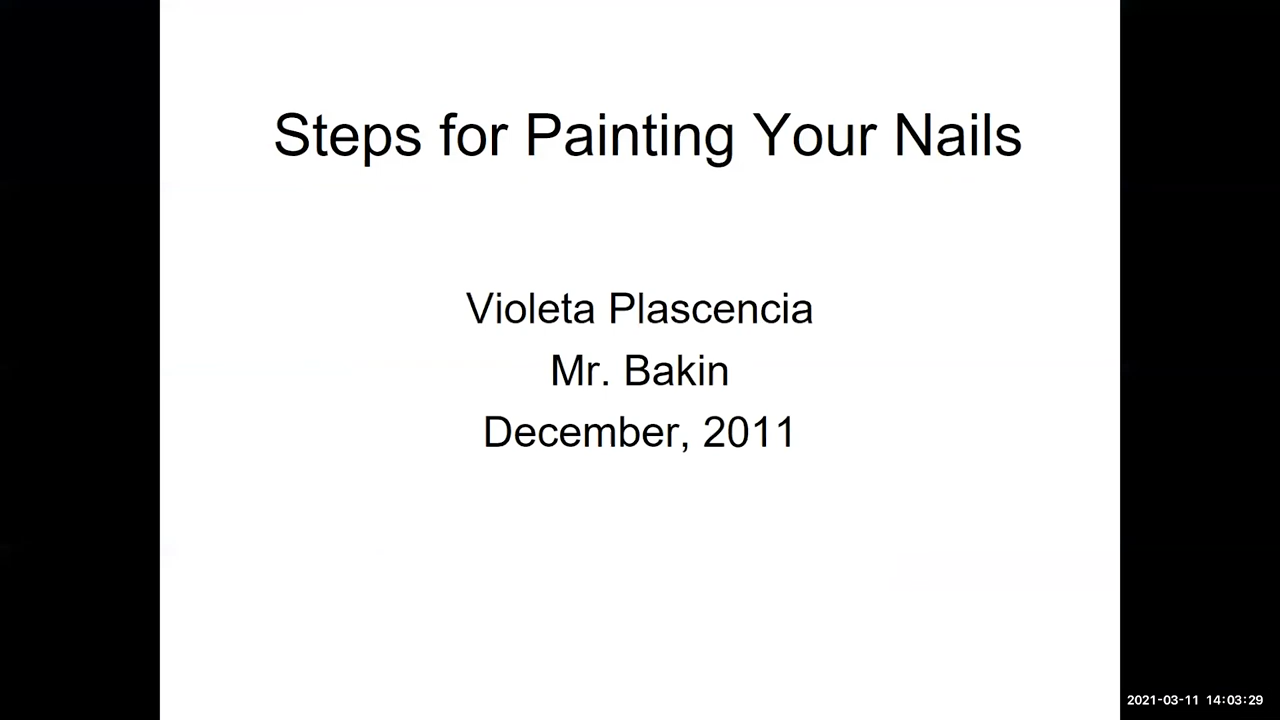 Steps for Painting Your Nails
Violeta Plascencia
Mr. Bakin
December, 2011
2021-03-11 14:03:29